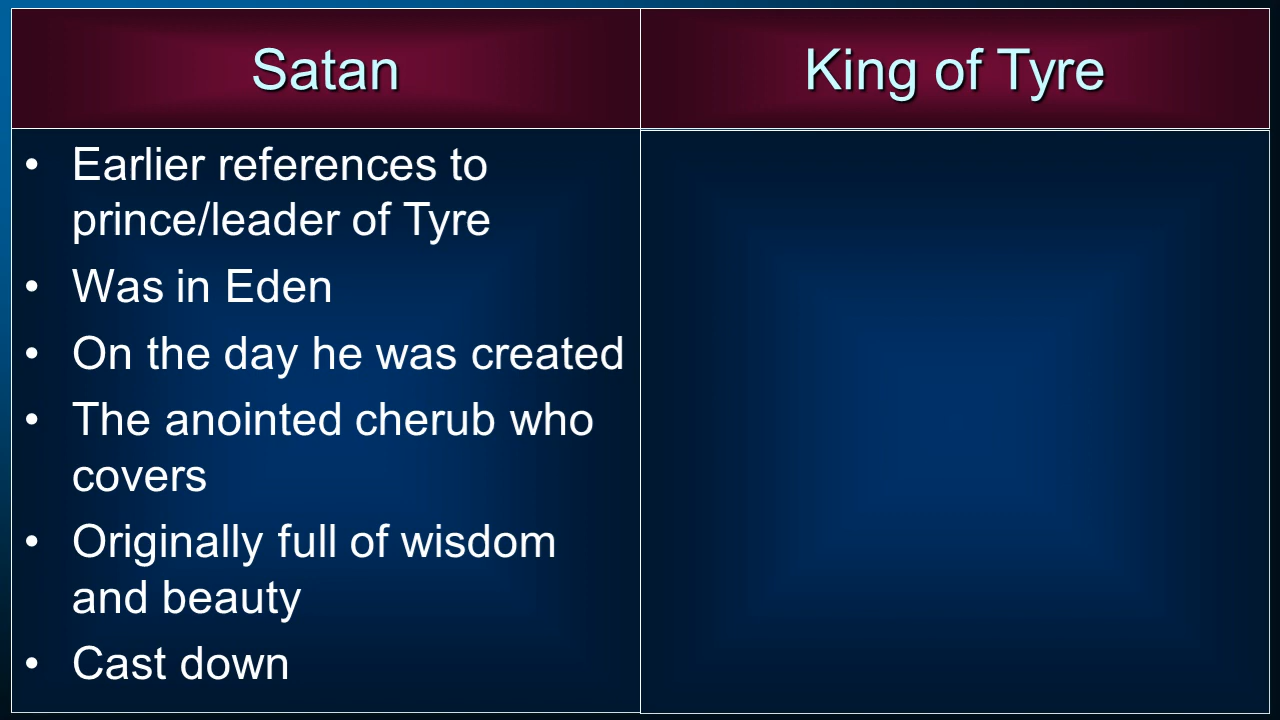 Satan
King of Tyre
• Earlier references to
prince/leader of Tyre
• Was in Eden
• On the day he was created
• The anointed cherub who
covers
• Originally full of wisdom
and beauty
• Cast down